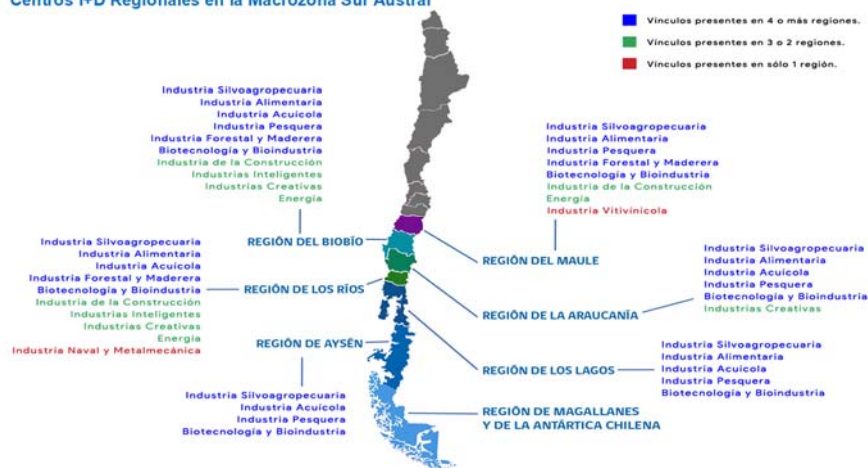 Centros I+D Regionales en la Macrozona Sur Austral
Vínculos presentes en 4 o más regiones.
Vínculos presentes en 3 o 2 regiones.
Vínculos presentes en sólo 1 región.
Industria Silvoagropecuaria
Industria Alimentaria
Industria Acuícola
Industria Pesquera
Industria Forestal y Maderera
Biotecnología y Bioindustria
Industria de la Construcción
Industrias Inteligentes
Industrias Creativas
Energía
REGIÓN DEL BIOBÍO
Industria Silvoagropecuaria
Industria Alimentaria
Industria Pesquera
Industria Forestal y Maderera
Biotecnología y Bioindustria
Industria de la Construcción
Energía
Industria Vitivinícola
REGIÓN DEL MAULE
Industria Silvoagropecuaria
Industria Alimentaria
Industria Acuícola
Industria Forestal y Maderera
Biotecnología y Bioindustria
Industria de la Construcción
Industrias Inteligentes
Industrias Creativas
Energía
Industria Naval y Metalmecánica
REGIÓN DE LOS RÍOS
Industria Silvoagropecuaria
Industria Alimentaria
Industria Acuícola
Industria Pesquera
Biotecnología y Bioindustria
Industrias Creativas
REGIÓN DE LA ARAUCANÍA
REGIÓN DE AYSÉN
Industria Silvoagropecuaria
Industria Acuícola
Industria Pesquera
Biotecnología y Bioindustria
REGIÓN DE LOS LAGOS
Industria Silvoagropecuaria
Industria Alimentaria
Industria Acuícola
Industria Pesquera
Biotecnología y Bioindustria
REGIÓN DE MAGALLANES
Y DE LA ANTÁRTICA CHILENA